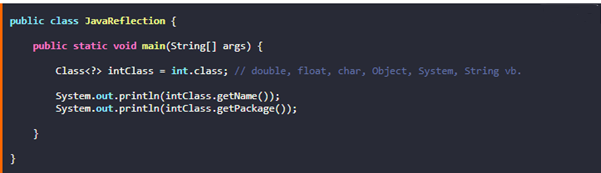 public class JavaReflection {
public static void main(String[] args) {
Class<?> intClass = int.class; // double, float, char, Object, System, String vb.
System.out.println(intClass.getName());
System.out.println(intClass.getPackage());
}
}